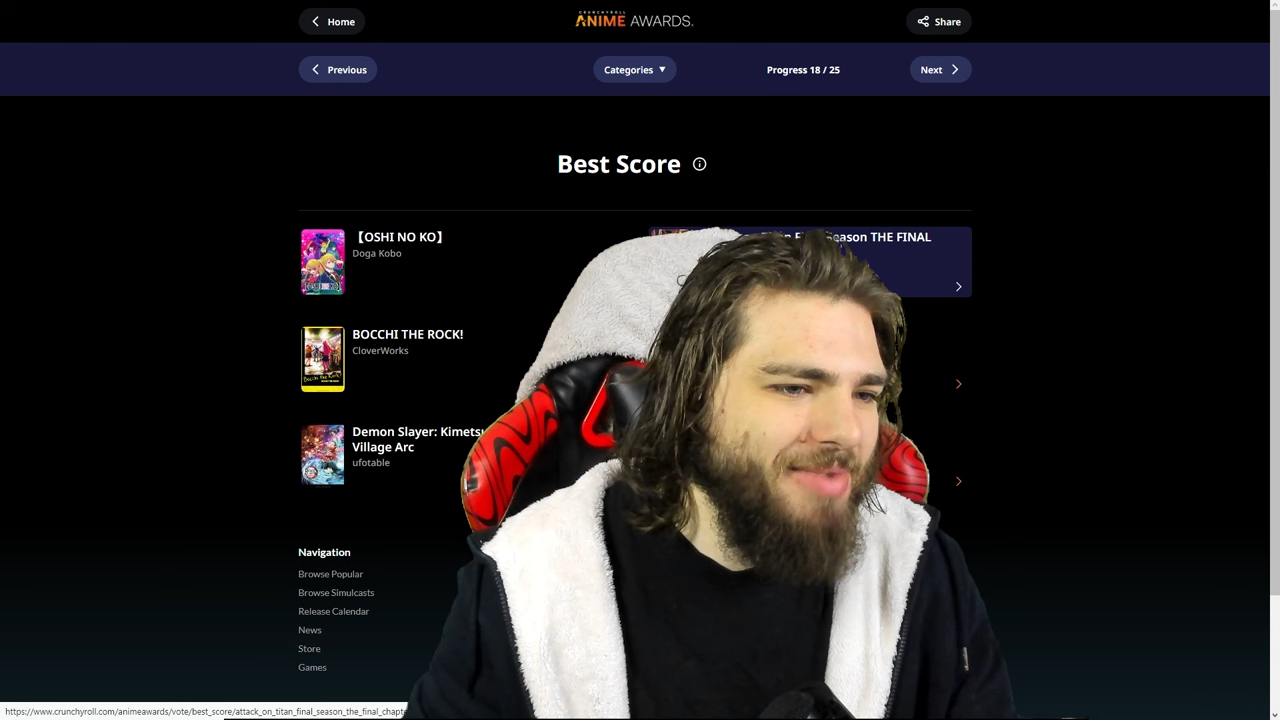 Home
CRUNCHYROLL
ANIME AWARDS.
Share
Previous
Categories
Progress 18 / 25
Next
Best Score
【OSHI NO KO】
Doga Kobo
Season THE FINAL
BOCCHI THE ROCK!
CloverWorks
Demon Slayer:
Village Arc
ufotable
Navigation
Browse Popular
Browse Simulcasts
Release Calendar
News
Store
Games
https://www.crunchyroll.com/animeawards/vote/best_score/attack_on_titan_final_season_the_final_chapte